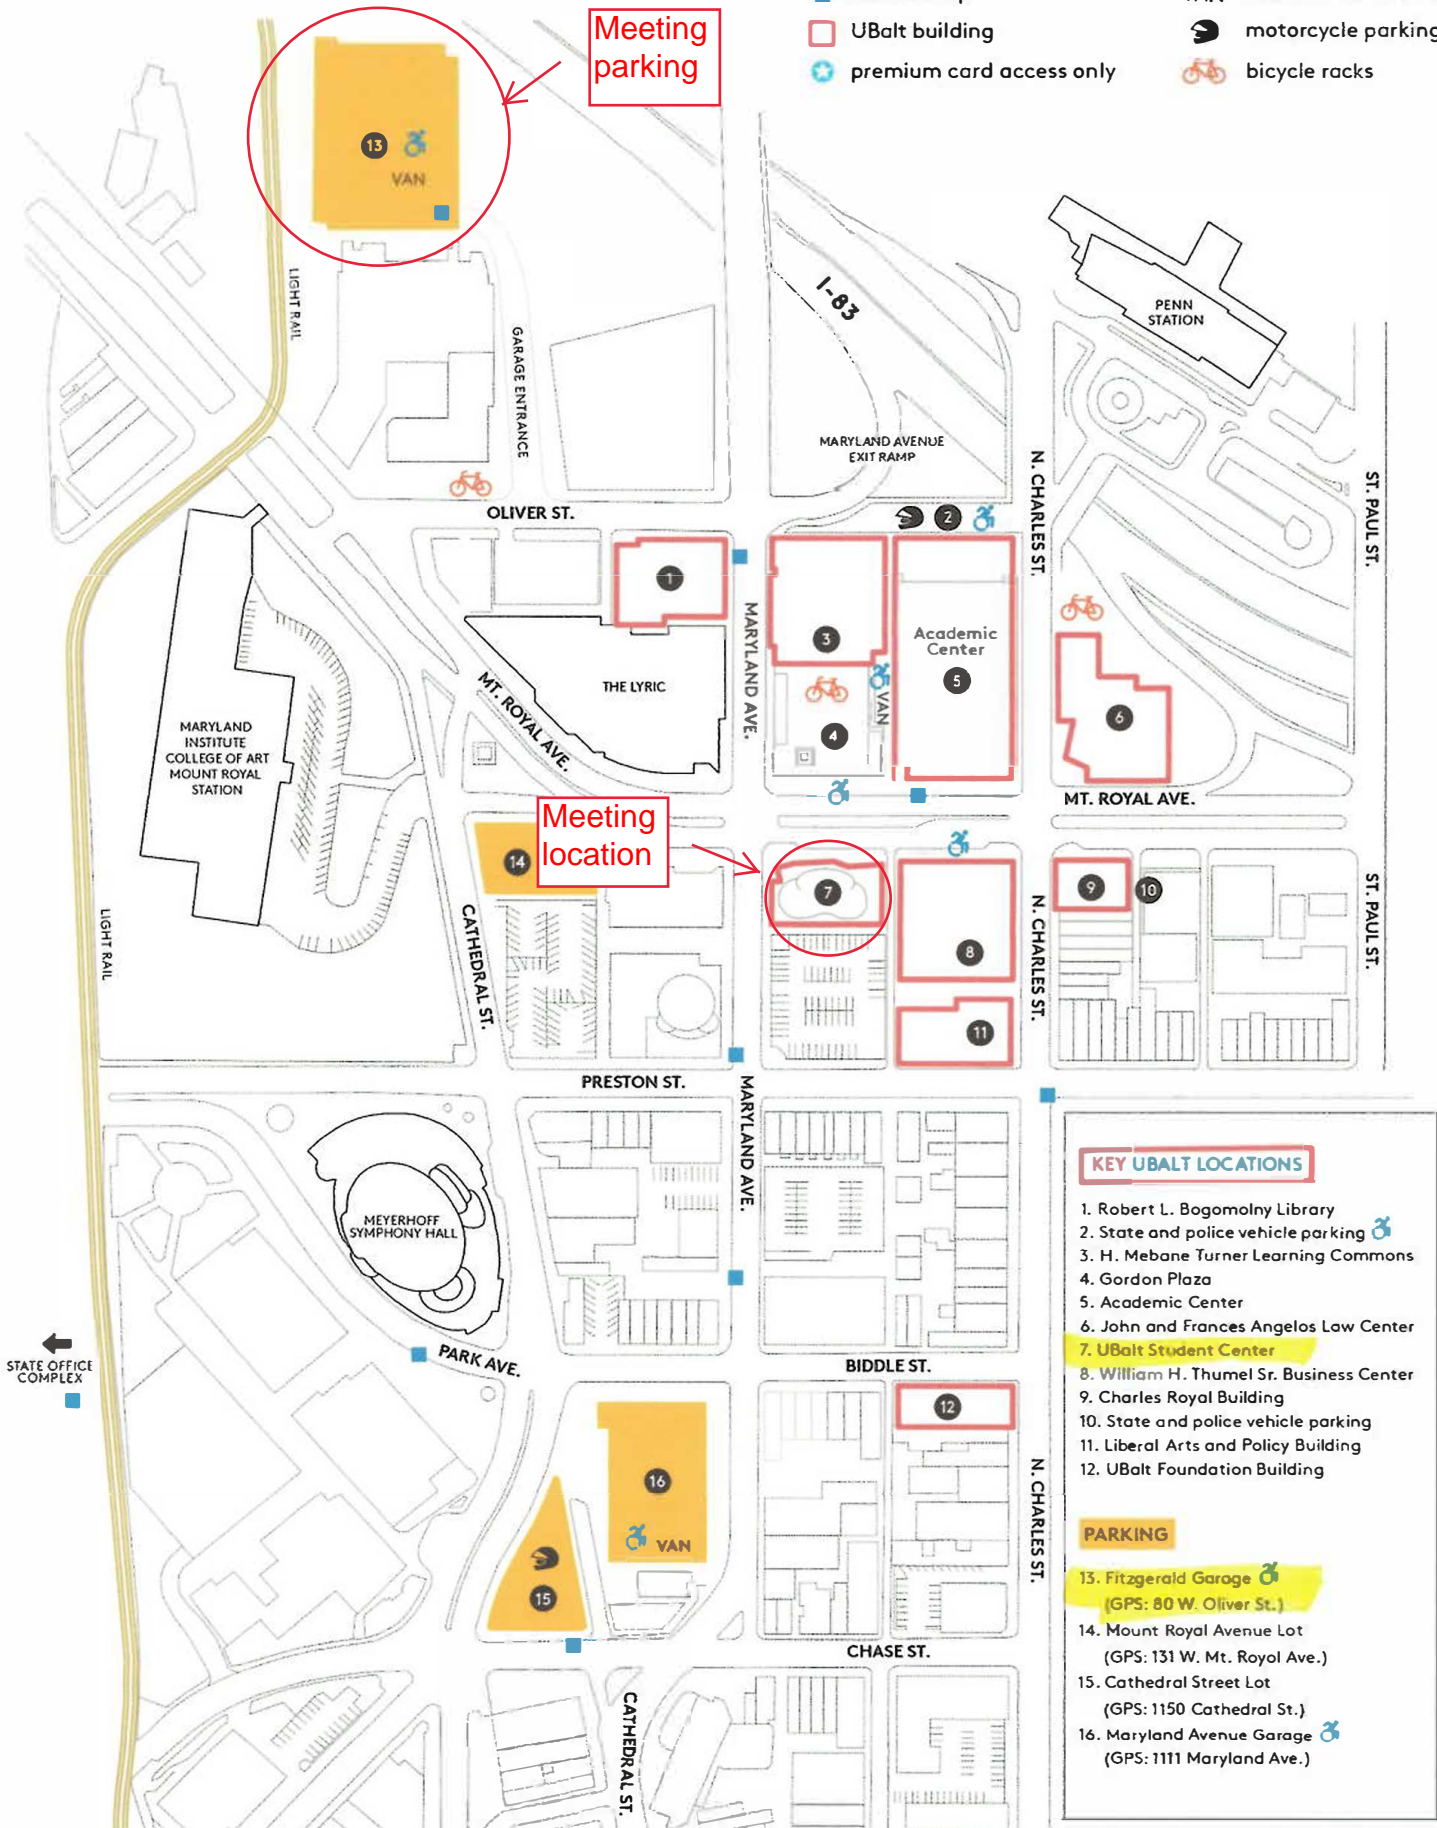 Meeting
parking
UBalt building
motorcycle parking
premium card access only
bicycle racks
13
VAN
LIGHT RAIL
GARAGE ENTRANCE
I-83
PENN
STATION
MARYLAND AVENUE
EXIT RAMP
N. CHARLES ST.
ST. PAUL ST.
OLIVER ST.
2
1
3
MARYLAND AVE.
Academic
Center
5
VAN
4
6
THE LYRIC
MT. ROYAL AVE.
MARYLAND
INSTITUTE
COLLEGE OF ART
MOUNT ROYAL
STATION
MT. ROYAL AVE.
Meeting
location
14
7
8
9
10
11
LIGHT RAIL
CATHEDRAL ST.
N. CHARLES ST.
ST. PAUL ST.
PRESTON ST.
MARYLAND AVE.
MEYERHOFF
SYMPHONY HALL
STATE OFFICE
COMPLEX
PARK AVE.
BIDDLE ST.
12
16
VAN
15
N. CHARLES ST.
CHASE ST.
CATHEDRAL ST.
KEY UBALT LOCATIONS
1. Robert L. Bogomolny Library
2. State and police vehicle parking
3. H. Mebane Turner Learning Commons
4. Gordon Plaza
5. Academic Center
6. John and Frances Angelos Law Center
7. UBalt Student Center
8. William H. Thumel Sr. Business Center
9. Charles Royal Building
10. State and police vehicle parking
11. Liberal Arts and Policy Building
12. UBalt Foundation Building
PARKING
13. Fitzgerald Garage
(GPS: 80 W. Oliver St.)
14. Mount Royal Avenue Lot
(GPS: 131 W. Mt. Royol Ave.)
15. Cathedral Street Lot
(GPS: 1150 Cathedral St.)
16. Maryland Avenue Garage
(GPS: 1111 Maryland Ave.)